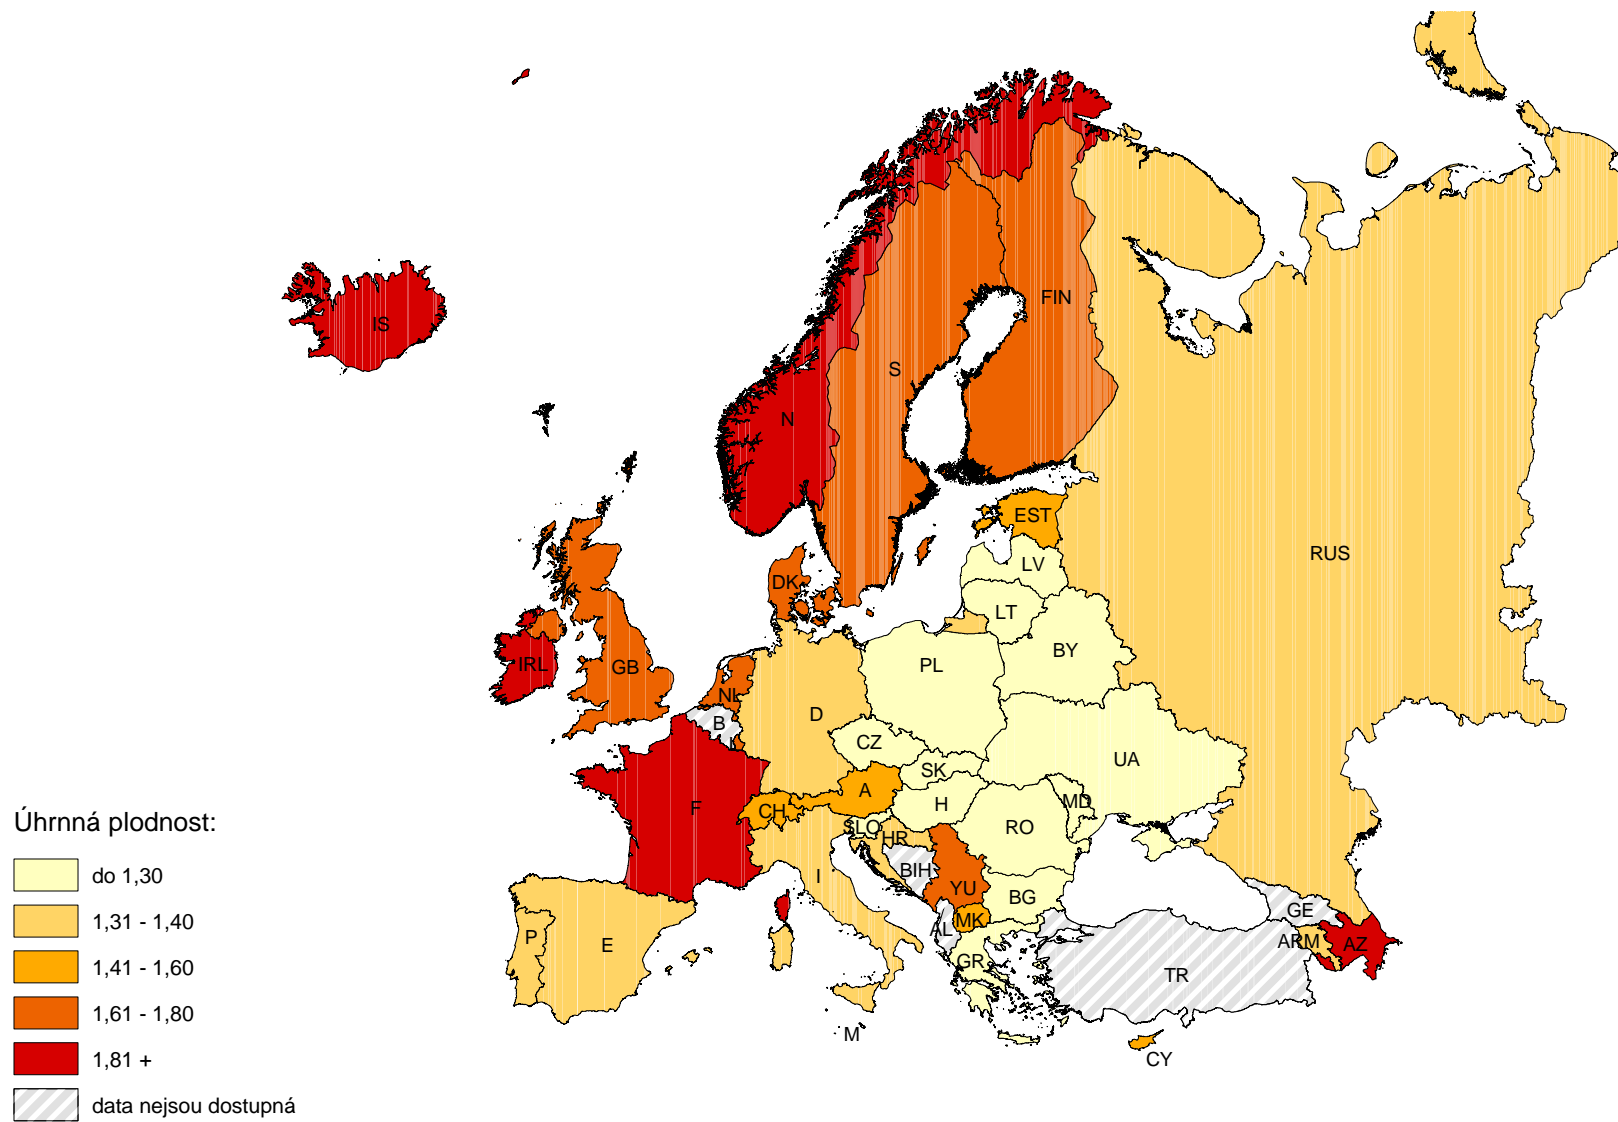 IS
FIN
S
N
EST
RUS
LV
DK
LT
BY
PL
IRL
GB
NL
B
D
L
CZ
UA
SK
A
H
MD
F
CH
SLO
RO
HR
BIH
I
YU
BG
GE
P
E
AL
MK
ARM
AZ
GR
TR
M
CY
Úhrnná plodnost:
do 1,30
1,31 - 1,40
1,41 - 1,60
1,61 - 1,80
1,81 +
data nejsou dostupná